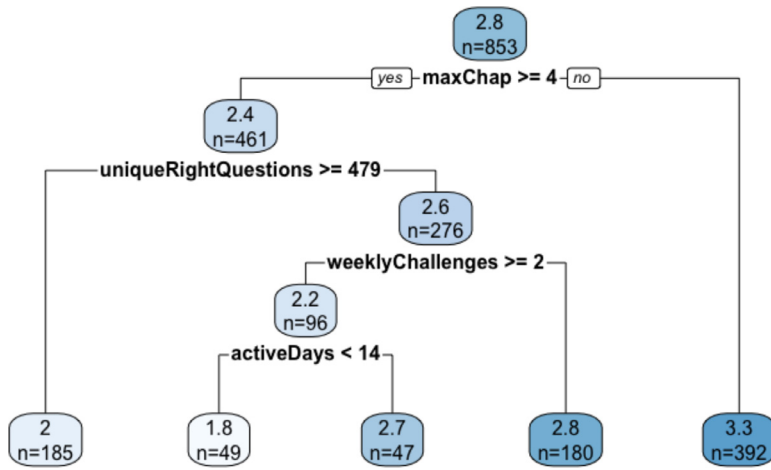 2.8
n=853
yes maxChap >= 4 no
2.4
n=461
uniqueRightQuestions >= 479
2.6
n=276
weeklyChallenges >= 2
2.2
n=96
activeDays < 14
2
n=185
1.8
n=49
2.7
n=47
2.8
n=180
3.3
n=392